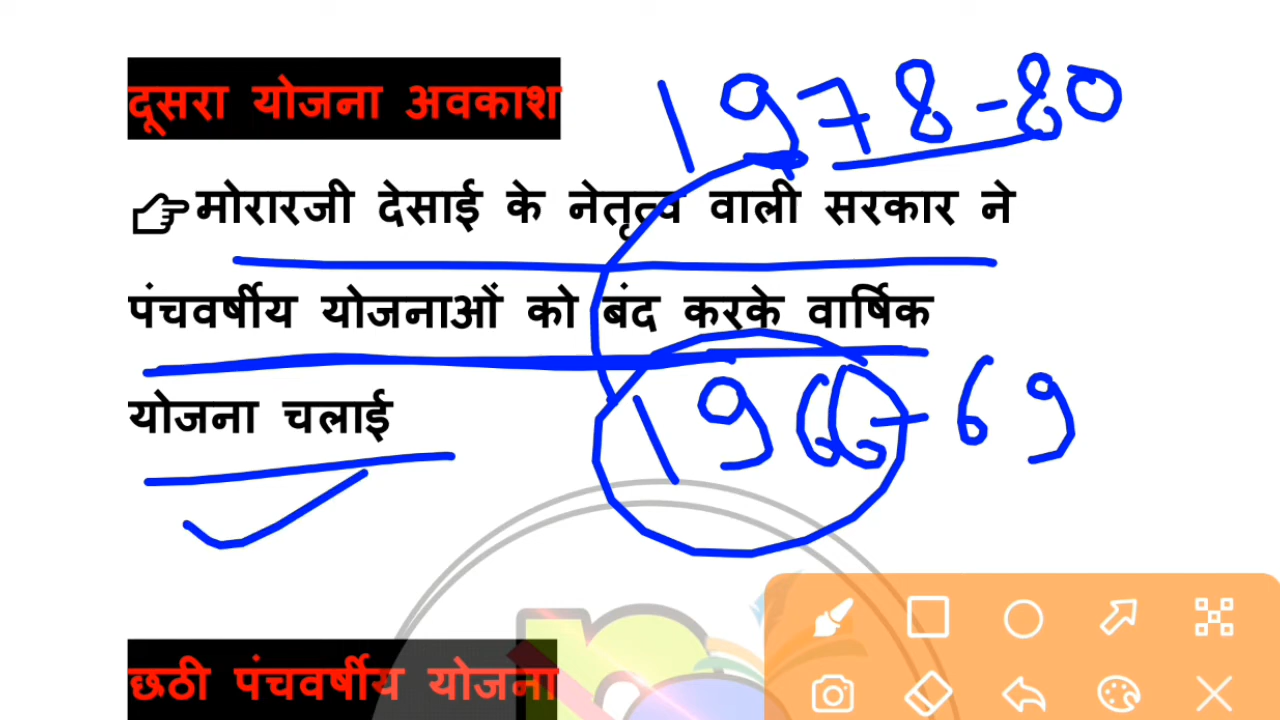 दूसरा योजना अवकाश 1978-80
मोरारजी देसाई के नेतृत्व वाली सरकार ने
पंचवर्षीय योजनाओं को बंद करके वार्षिक
योजना चलाई 1966-69
छठी पंचवर्षीय योजना